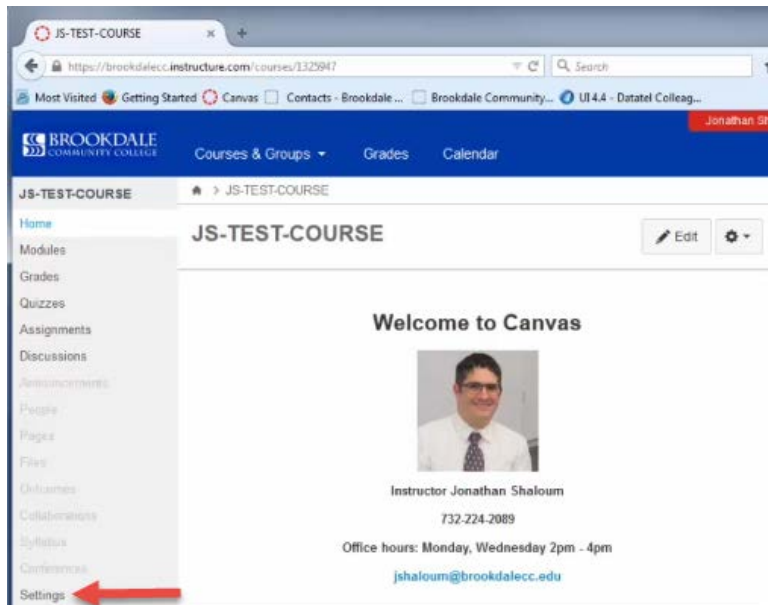 JS-TEST-COURSE
https://brookdalecc.instructure.com/courses/1325947
Search
Most Visited Getting Started Canvas Contacts - Brookdale ... Brookdale Community... UI 4.4 - Datatel Colleag...
Jonathan Sh
BROOKDALE
COMMUNITY COLLEGE
Courses & Groups Grades Calendar
JS-TEST-COURSE
> JS-TEST-COURSE
Home
JS-TEST-COURSE
Edit
Modules
Grades
Quizzes
Assignments
Discussions
Announcements
People
Pages
Files
Outcomes
Collaborations
Syllabus
Conferences
Settings
Welcome to Canvas
Instructor Jonathan Shaloum
732-224-2089
Office hours: Monday, Wednesday 2pm - 4pm
jshaloum@brookdalecc.edu